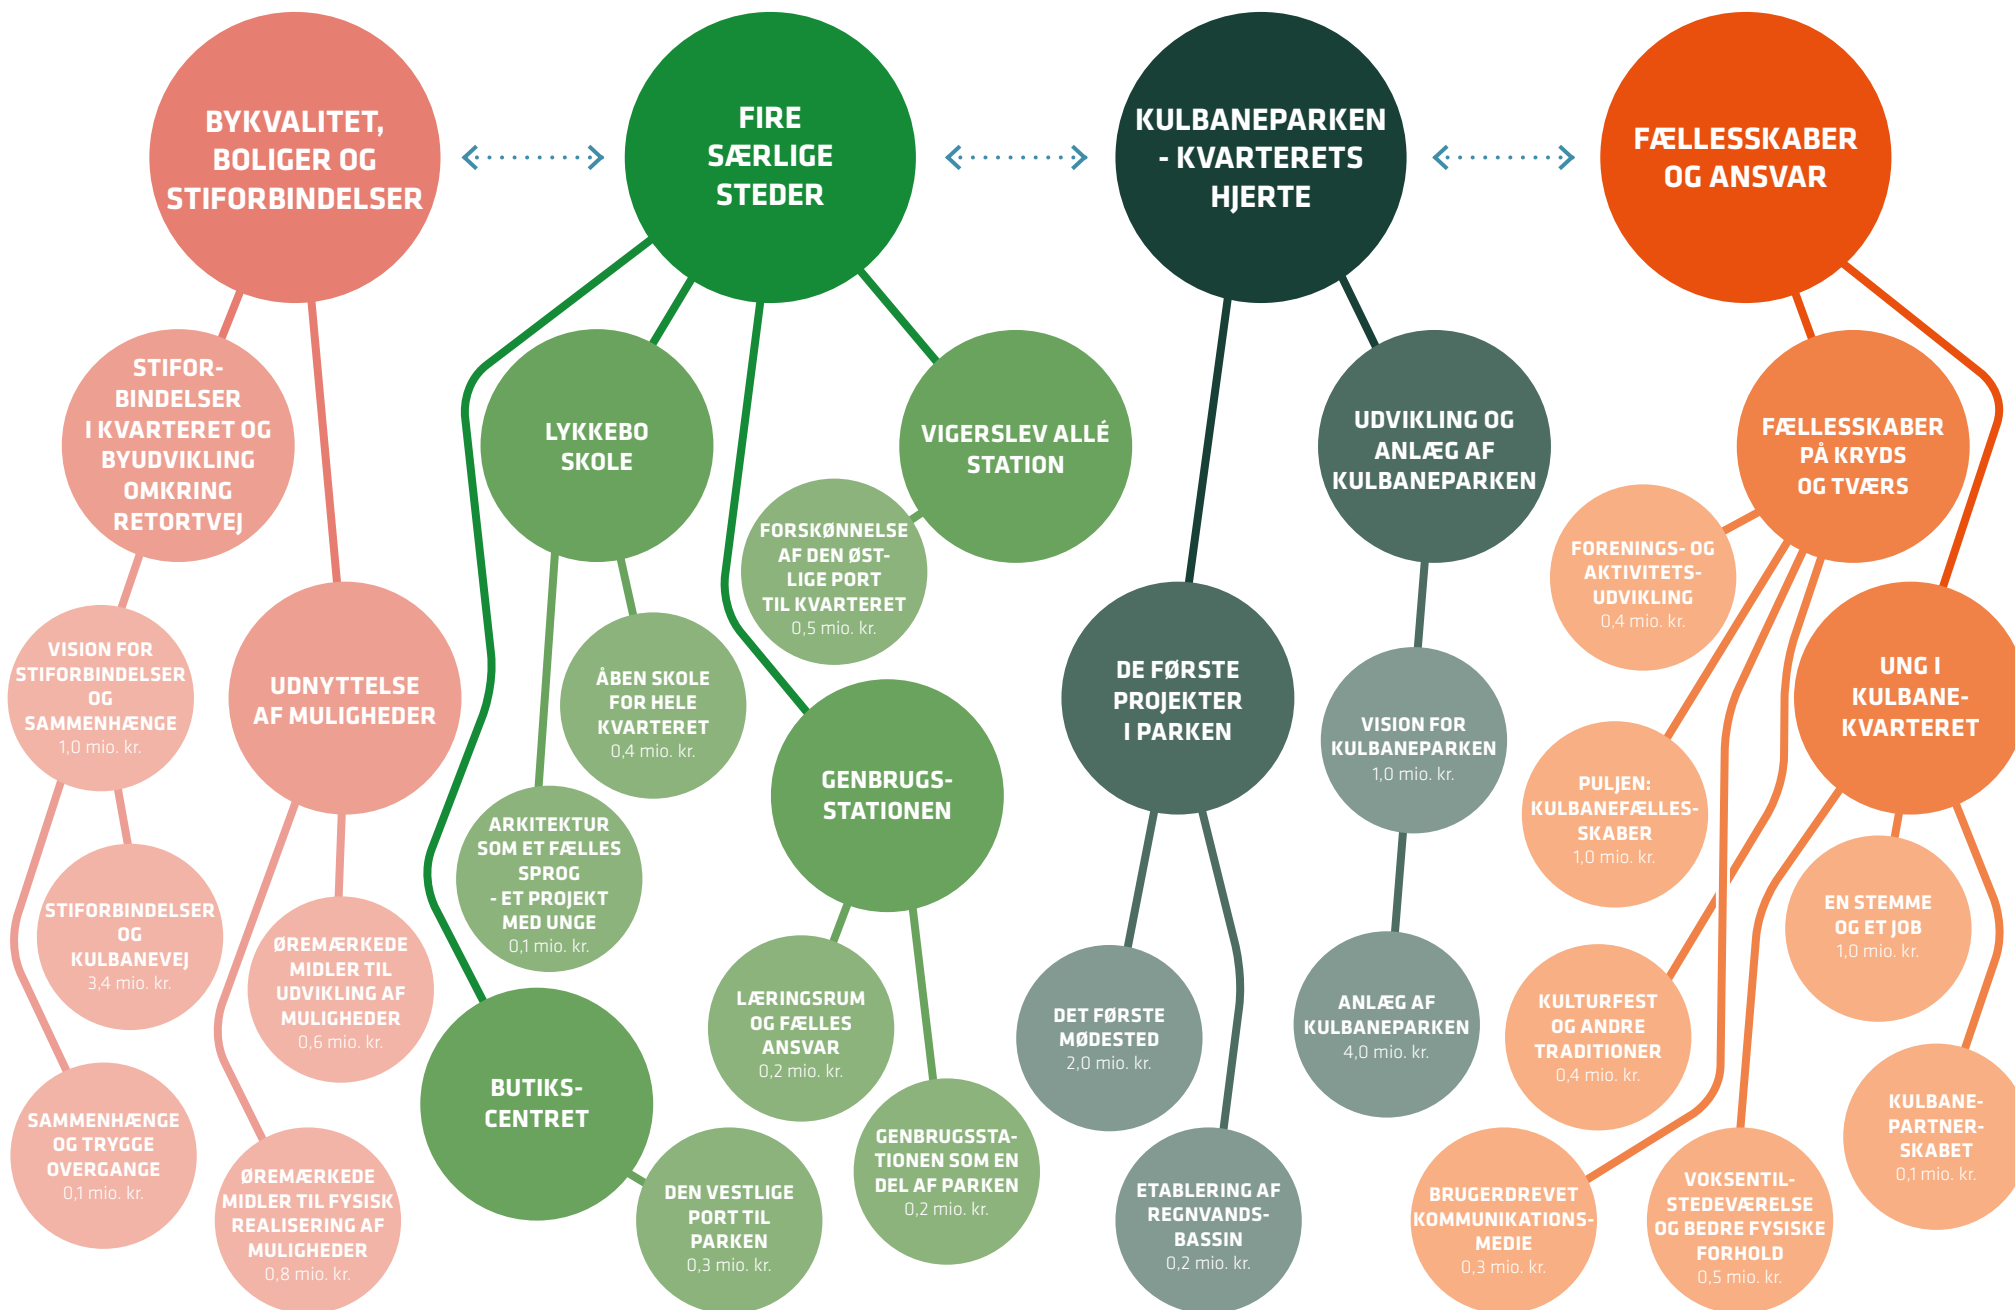 BYKVALITET,
BOLIGER OG
STIFORBINDELSER
FIRE
SÆRLIGE
STEDER
KULBANEPARKEN
- KVARTERETS
HJERTE
FÆLLESSKABER
OG ANSVAR
STIFOR-
BINDELSER
I KVARTERET OG
BYUDVIKLING
OMKRING
RETORTVEJ
LYKKEBO
SKOLE
VIGERSLEV ALLÉ
STATION
UDVIKLING OG
ANLÆG AF
KULBANEPARKEN
FÆLLESSKABER
PÅ KRYDS
OG TVÆRS
FORSKØNNELSE
AF DEN ØST-
LIGE PORT
TIL KVARTERET
0,5 mio. kr.
FORENINGS- OG
AKTIVITETS-
UDVIKLING
0,4 mio. kr.
VISION FOR
STIFORBINDELSER
OG
SAMMENHÆNGE
1,0 mio. kr.
UDNYTTELSE
AF MULIGHEDER
ÅBEN SKOLE
FOR HELE
KVARTERET
0,4 mio. kr.
DE FØRSTE
PROJEKTER
I PARKEN
VISION FOR
KULBANEPARKEN
1,0 mio. kr.
UNG I
KULBANE-
KVARTERET
GENBRUGS-
STATIONEN
PULJEN:
KULBANEFÆLLES-
SKABER
1,0 mio. kr.
ARKITEKTUR
SOM ET FÆLLES
SPROG
- ET PROJEKT
MED UNGE
0,1 mio. kr.
STIFORBINDELSER
OG
KULBANEVEJ
3,4 mio. kr.
ØREMÆRKEDE
MIDLER TIL
UDVIKLING AF
MULIGHEDER
0,6 mio. kr.
EN STEMME
OG ET JOB
1,0 mio. kr.
LÆRINGSRUM
OG FÆLLES
ANSVAR
0,2 mio. kr.
DET FØRSTE
MØDESTED
2,0 mio. kr.
ANLÆG AF
KULBANEPARKEN
4,0 mio. kr.
KULTURFEST
OG ANDRE
TRADITIONER
0,4 mio. kr.
BUTIKS-
CENTRET
SAMMENHÆNGE
OG TRYGGE
OVERGANGE
0,1 mio. kr.
KULBANE-
PARTNER-
SKABET
0,1 mio. kr.
GENBRUGSSTA-
TIONEN SOM EN
DEL AF PARKEN
0,2 mio. kr.
ØREMÆRKEDE
MIDLER TIL FYSISK
REALISERING AF
MULIGHEDER
0,8 mio. kr.
DEN VESTLIGE
PORT TIL
PARKEN
0,3 mio. kr.
ETABLERING AF
REGNVANDS-
BASSIN
0,2 mio. kr.
BRUGERDREVET
KOMMUNIKATIONS-
MEDIE
0,3 mio. kr.
VOKSENTIL-
STEDEVÆRELSE
OG BEDRE FYSISKE
FORHOLD
0,5 mio. kr.